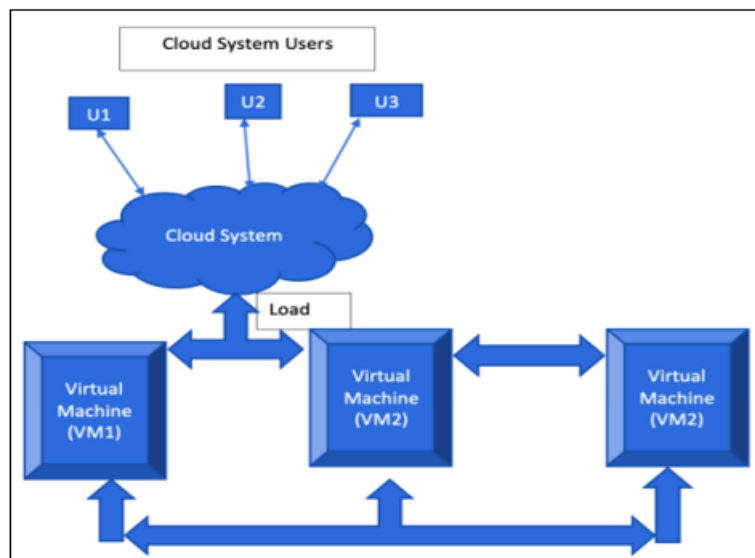 Cloud System Users
U1
U2
U3
Cloud System
Load
Virtual
Machine
(VM1)
Virtual
Machine
(VM2)
Virtual
Machine
(VM2)